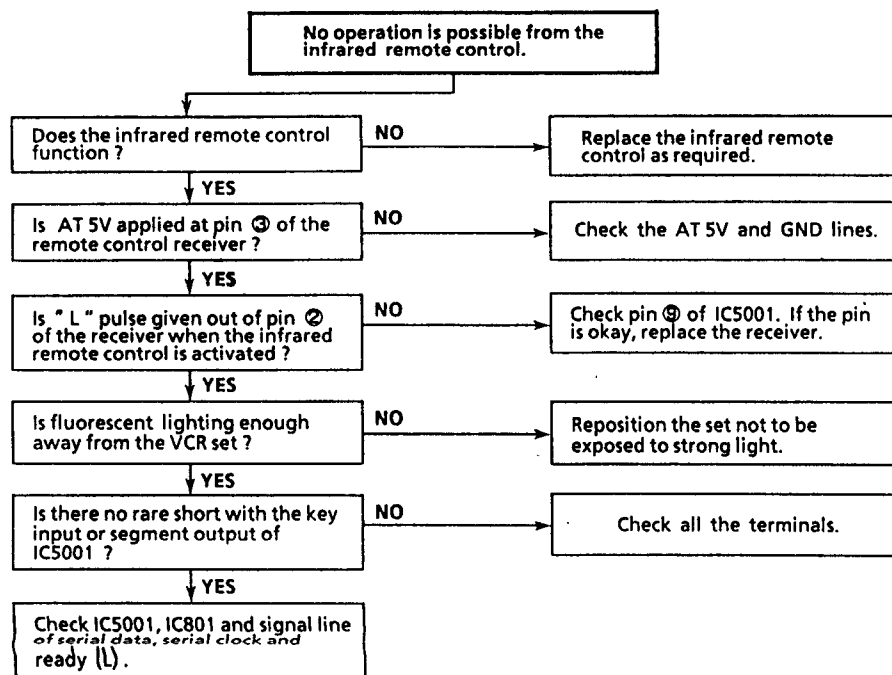 No operation is possible from the
infrared remote control.
Does the infrared remote control
function ?
NO
Replace the infrared remote
control as required.
YES
Is AT 5V applied at pin ③ of the
remote control receiver ?
NO
Check the AT 5V and GND lines.
YES
Is " L " pulse given out of pin ②
of the receiver when the infrared
remote control is activated ?
NO
Check pin ⑨ of IC5001. If the pin
is okay, replace the receiver.
YES
Is fluorescent lighting enough
away from the VCR set ?
NO
Reposition the set not to be
exposed to strong light.
YES
Is there no rare short with the key
input or segment output of
IC5001 ?
NO
Check all the terminals.
YES
Check IC5001, IC801 and signal line
of serial data, serial clock and
ready (L) .